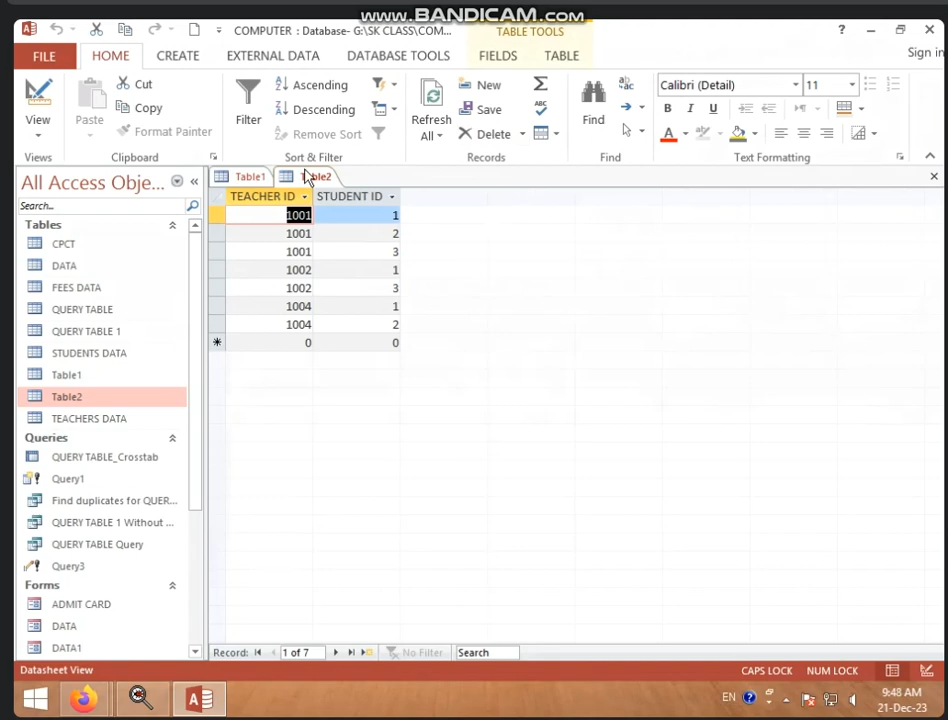 www.BANDICAM.com
COMPUTER : Database- G:\SK CLASS\COM...
TABLE TOOLS
?
Sign in
FILE
HOME
CREATE
EXTERNAL DATA
DATABASE TOOLS
FIELDS
TABLE
View
Views
Paste
Cut
Copy
Format Painter
Clipboard
Filter
Ascending
Descending
Remove Sort
Sort & Filter
Refresh
All
New
Save
Delete
Records
Find
Find
Calibri (Detail)
11
B I U
Text Formatting
All Access Obje...
Search...
Tables
CPCT
DATA
FEES DATA
QUERY TABLE
QUERY TABLE 1
STUDENTS DATA
Table1
Table2
TEACHERS DATA
Queries
QUERY TABLE_Crosstab
Query1
Find duplicates for QUER...
QUERY TABLE 1 Without ...
QUERY TABLE Query
Query3
Forms
ADMIT CARD
DATA
DATA1
Table1
TEACHER ID STUDENT ID
1001 1
1001 2
1001 3
1002 1
1002 3
1004 1
1004 2
0 0
Record: 1 of 7 No Filter Search
Datasheet View
CAPS LOCK NUM LOCK
EN
9:48 AM
21-Dec-23